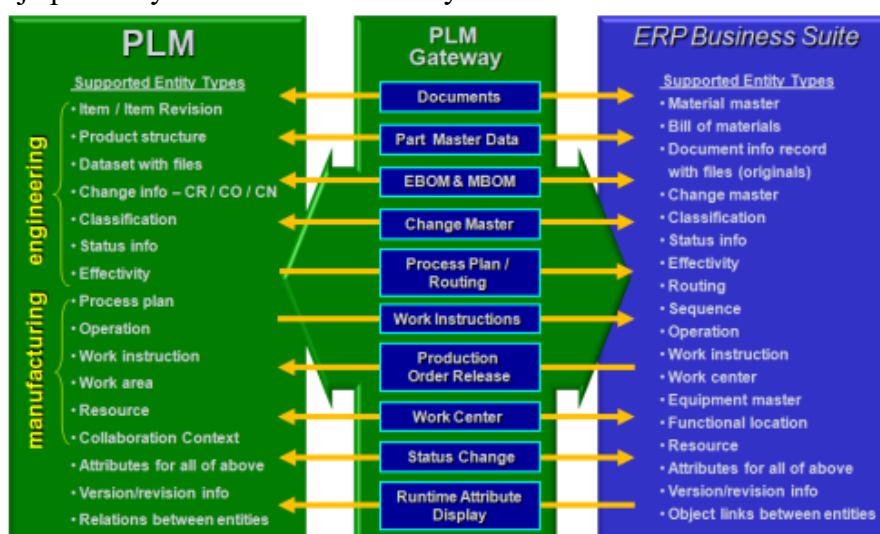 PLM
Supported Entity Types
• Item / Item Revision
• Product structure
• Dataset with files
• Change info – CR / CO / CN
• Classification
• Status info
• Effectivity
• Process plan
• Operation
• Work instruction
• Work area
• Resource
• Collaboration Context
• Attributes for all of above
• Version/revision info
• Relations between entities
engineering
manufacturing
PLM
Gateway
Documents
Part Master Data
EBOM & MBOM
Change Master
Process Plan /
Routing
Work Instructions
Production
Order Release
Work Center
Status Change
Runtime Attribute
Display
ERP Business Suite
Supported Entity Types
• Material master
• Bill of materials
• Document info record
with files (originals)
• Change master
• Classification
• Status info
• Effectivity
• Routing
• Sequence
• Operation
• Work instruction
• Work center
• Equipment master
• Functional location
• Resource
• Attributes for all of above
• Version/revision info
• Object links between entities